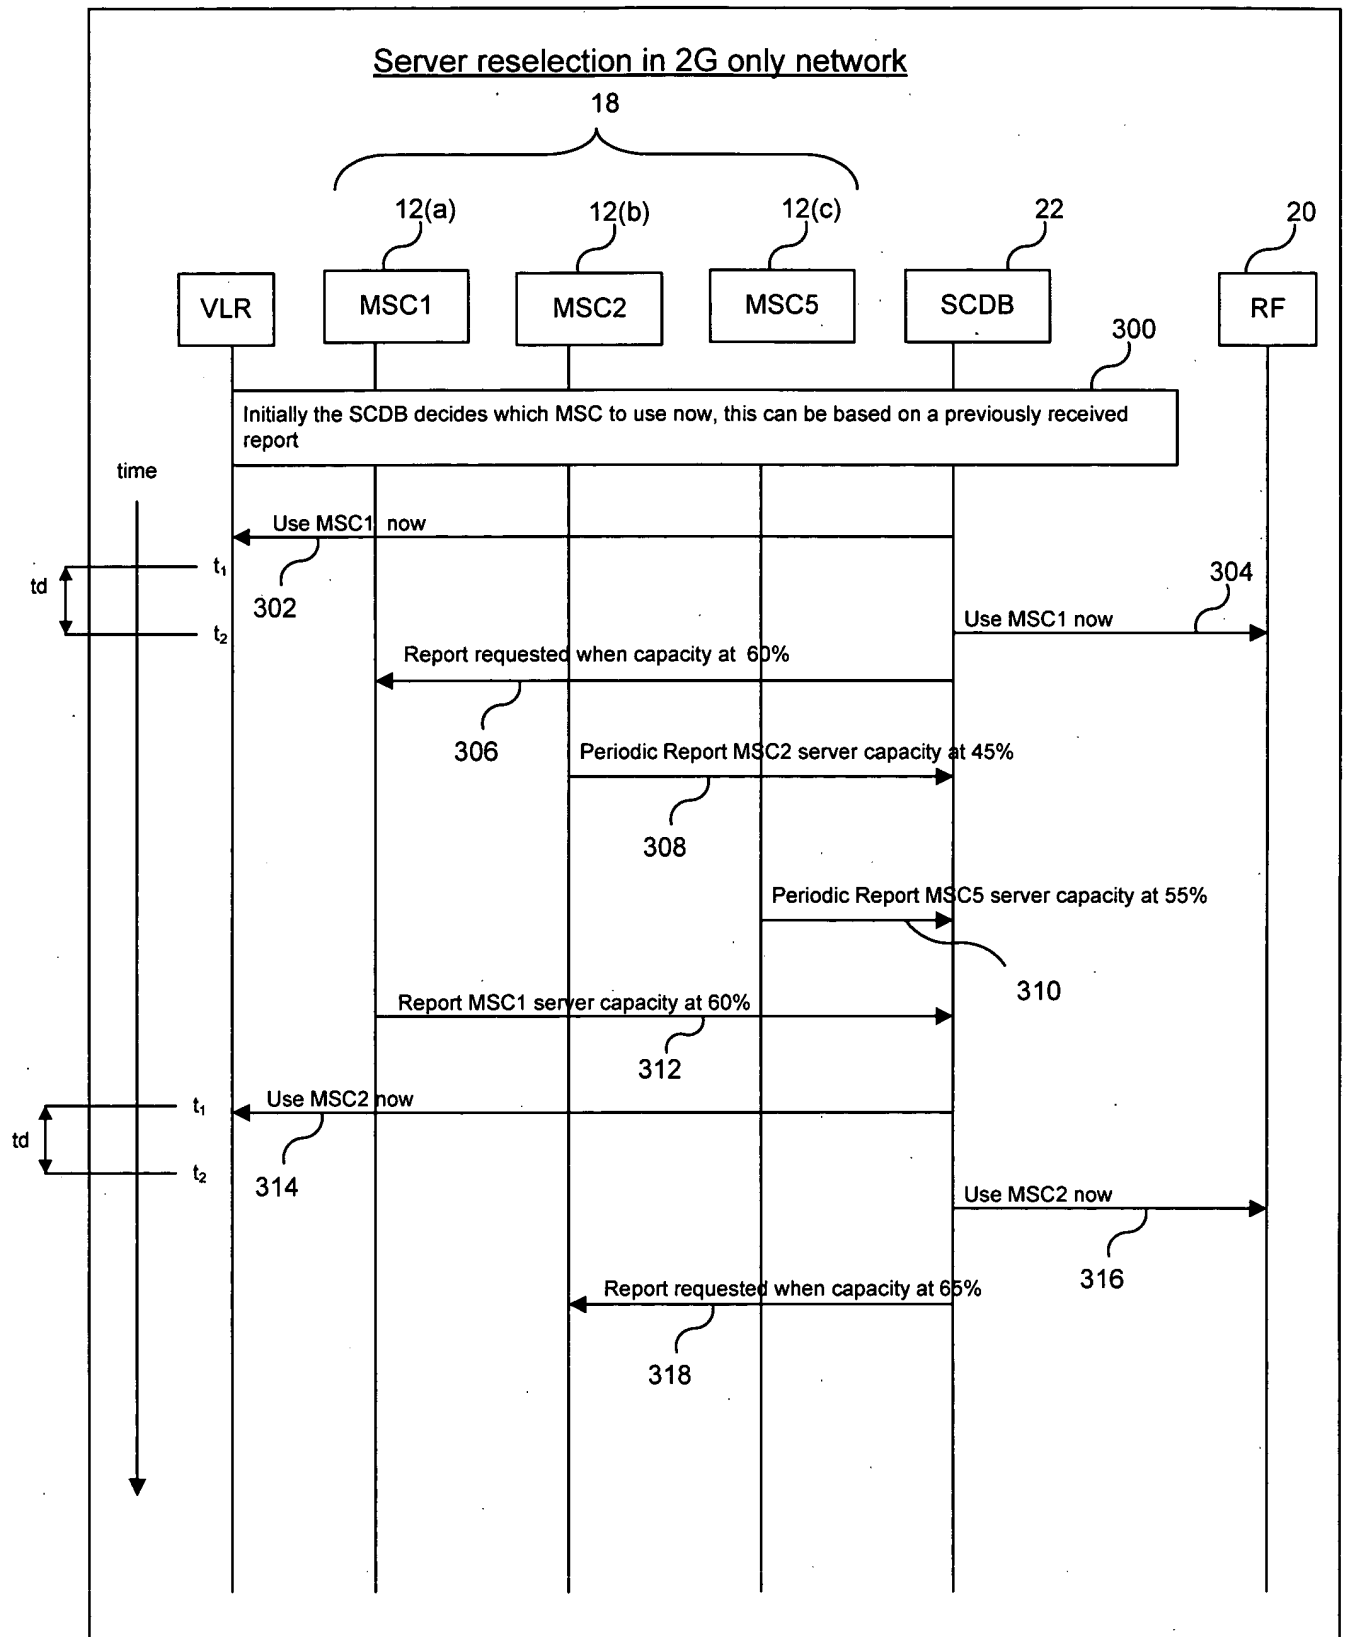 Server reselection in 2G only network
18
12(a) 12(b) 12(c) 22 20
VLR MSC1 MSC2 MSC5 SCDB RF
300
Initially the SCDB decides which MSC to use now, this can be based on a previously received
report
time
Use MSC1 now
t₁
td
302
304
t₂
Use MSC1 now
Report requested when capacity at 60%
306
Periodic Report MSC2 server capacity at 45%
308
Periodic Report MSC5 server capacity at 55%
310
Report MSC1 server capacity at 60%
312
Use MSC2 now
t₁
td
t₂
314
Use MSC2 now
316
Report requested when capacity at 65%
318